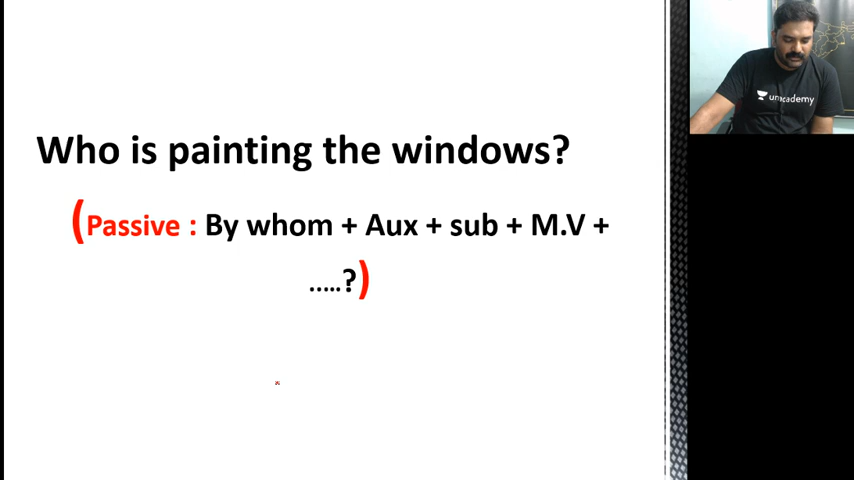 Who is painting the windows?
(Passive : By whom + Aux + sub + M.V +
.....?)
unacademy